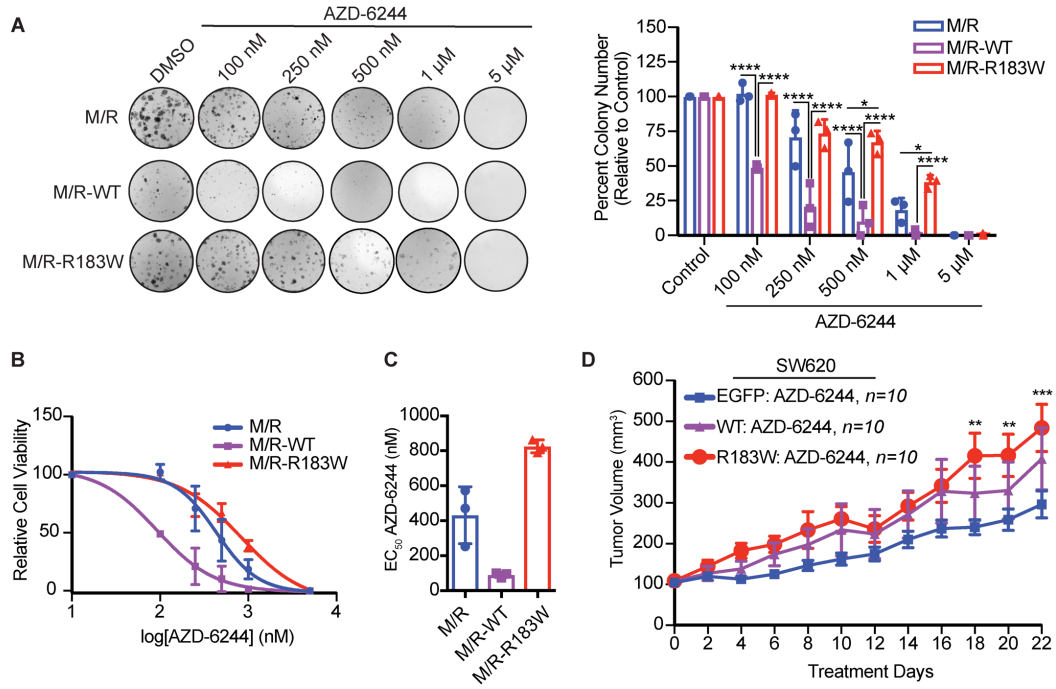 A
AZD-6244
DMSO
100 nM
250 nM
500 nM
1 µM
5 µM
M/R
M/R-WT
M/R-R183W
Percent Colony Number
(Relative to Control)
150
125
100
75
50
25
0
M/R
M/R-WT
M/R-R183W
****
****
****
****
*
****
****
*
****
Control
100 nM
250 nM
500 nM
1 µM
5 µM
AZD-6244
B
Relative Cell Viability
150
100
50
0
M/R
M/R-WT
M/R-R183W
1
2
3
4
log[AZD-6244] (nM)
C
EC50 AZD-6244 (nM)
1000
800
600
400
200
0
M/R
M/R-WT
M/R-R183W
D
SW620
EGFP: AZD-6244, n=10
WT: AZD-6244, n=10
R183W: AZD-6244, n=10
Tumor Volume (mm³)
600
500
400
300
200
100
0
**
**
***
0
2
4
6
8
10
12
14
16
18
20
22
Treatment Days